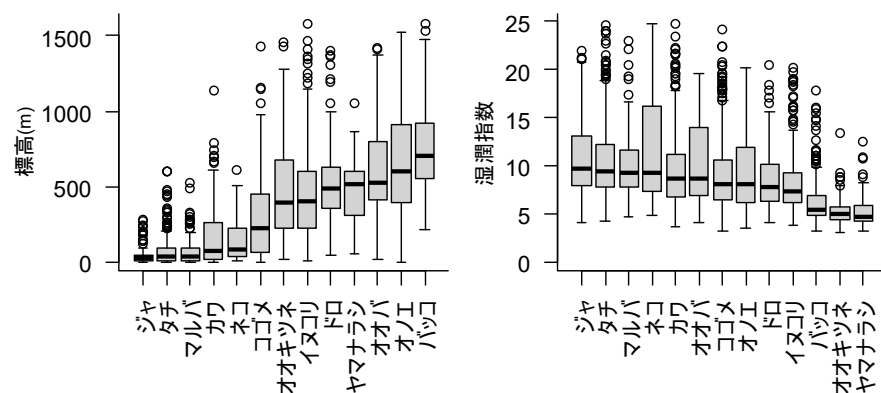 標高(m)
1500
1000
500
0
ジャ
タチ
マルバ
カワ
ネコ
コゴメ
オオキツネ
イヌコリ
ドロ
ヤマナラシ
オオバ
オノエ
バッコ
湿潤指数
25
20
15
10
5
0
ジャ
タチ
マルバ
ネコ
カワ
オオバ
コゴメ
オノエ
ドロ
イヌコリ
バッコ
オオキツネ
ヤマナラシ